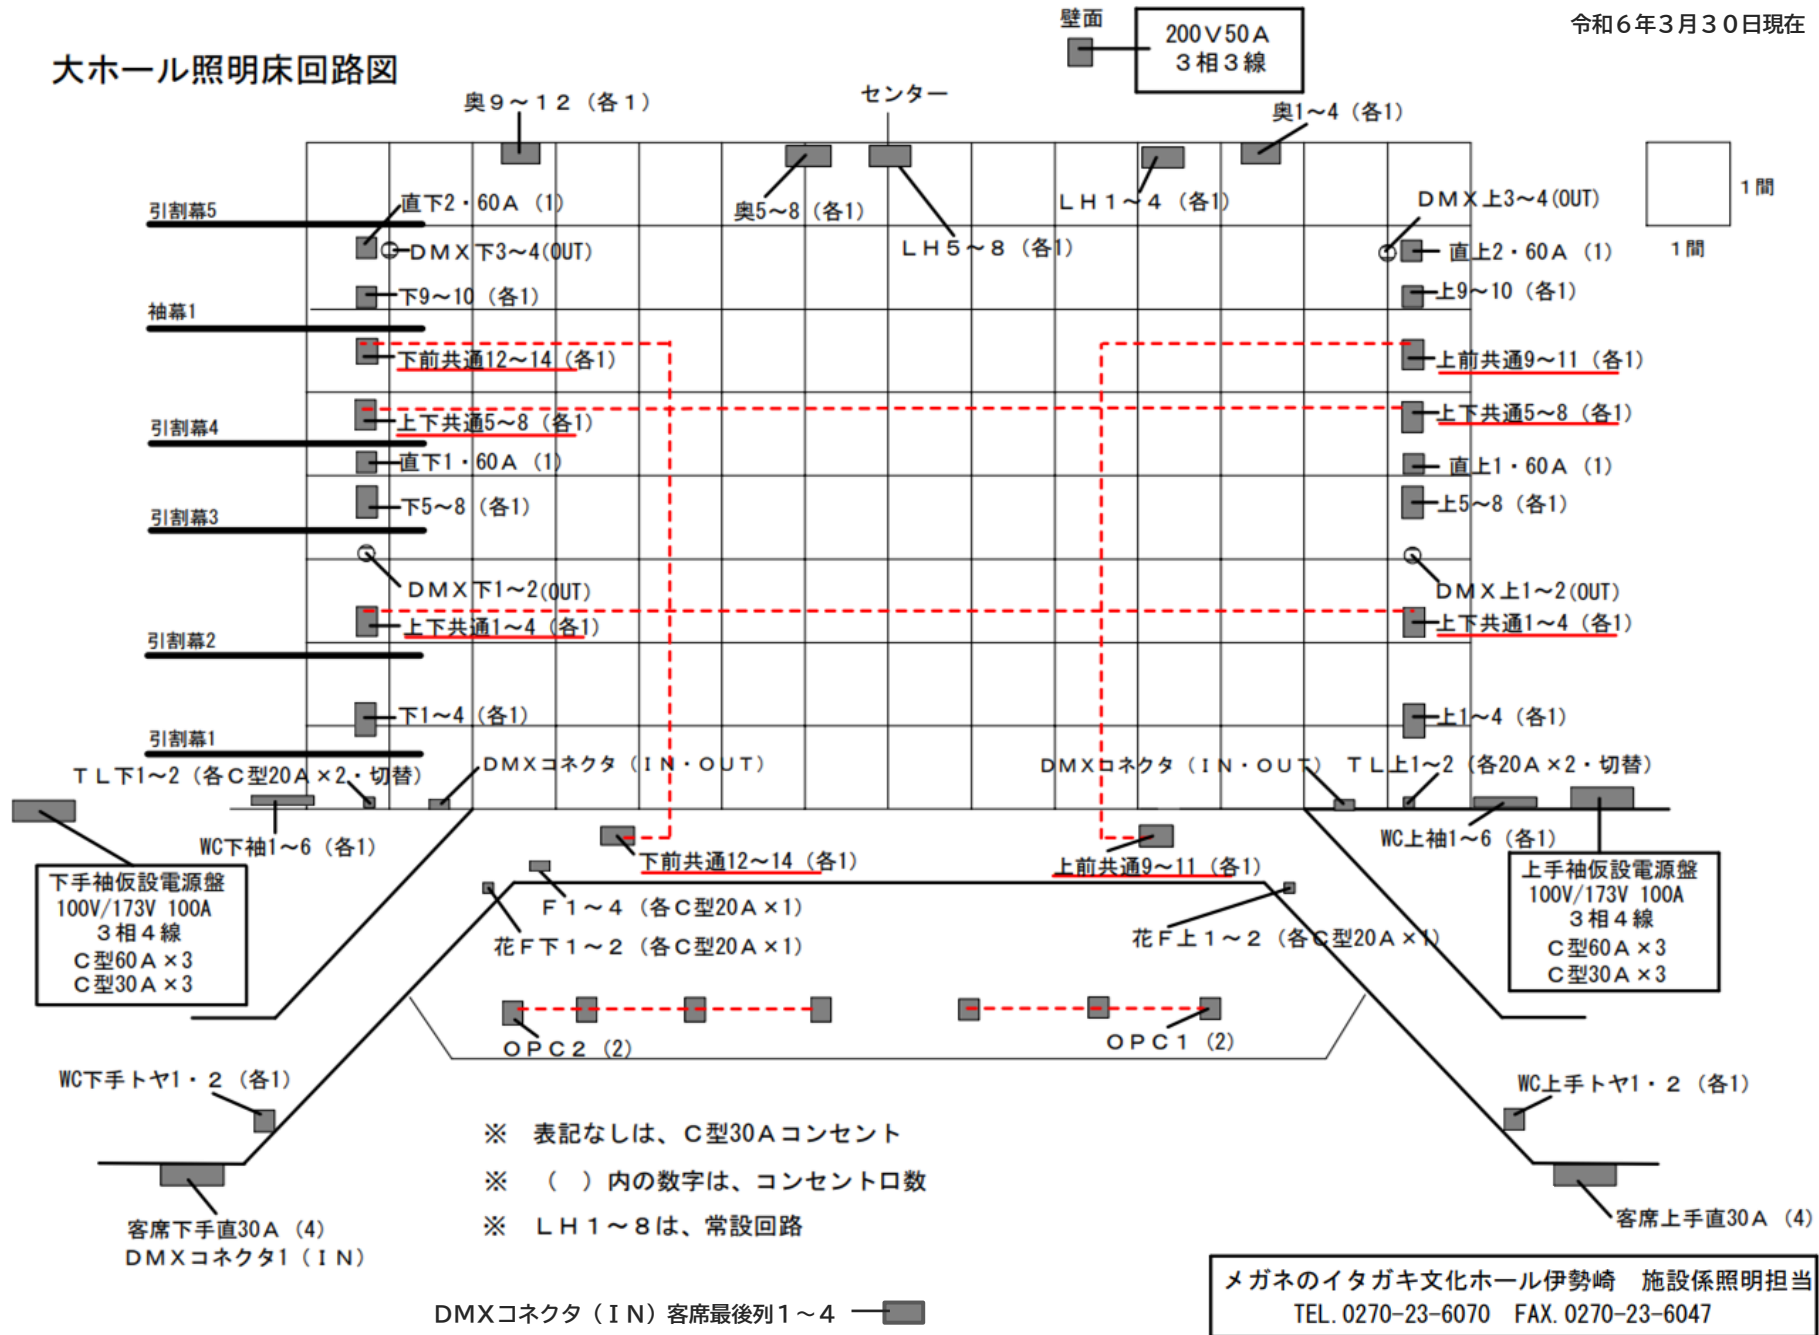 令和６年３月３０日現在
壁面
200Ｖ50Ａ
３相３線
大ホール照明床回路図
奥９～１２（各１）
センター
奥1～4（各1）
引割幕5
直下2・60Ａ（1）
奥5～8（各1）
ＬＨ１～４（各1）
ＤＭＸ上3～4(OUT)
１間
ＤＭＸ下3～4(OUT)
ＬＨ５～８（各1）
直上2・60Ａ（1）
１間
下9～10（各1）
上9～10（各1）
袖幕1
下前共通12～14（各1）
上前共通9～11（各1）
引割幕4
上下共通5～8（各1）
上下共通5～8（各1）
直下1・60Ａ（1）
直上1・60Ａ（1）
引割幕3
下5～8（各1）
上5～8（各1）
ＤＭＸ下1～2(OUT)
ＤＭＸ上1～2(OUT)
引割幕2
上下共通1～4（各1）
上下共通1～4（各1）
下1～4（各1）
上1～4（各1）
引割幕1
ＴＬ下1～2（各Ｃ型20Ａ×2・切替）
ＤＭＸコネクタ（ＩＮ・ＯＵＴ）
ＤＭＸコネクタ（ＩＮ・ＯＵＴ）
ＴＬ上1～2（各20Ａ×2・切替）
WC下袖1～6（各1）
WC上袖1～6（各1）
下前共通12～14（各1）
上前共通9～11（各1）
下手袖仮設電源盤
100V/173V 100A
３相４線
Ｃ型60Ａ×3
Ｃ型30Ａ×3
上手袖仮設電源盤
100V/173V 100A
３相４線
Ｃ型60Ａ×3
Ｃ型30Ａ×3
Ｆ１～４（各Ｃ型20Ａ×1）
花Ｆ下１～２（各Ｃ型20Ａ×1）
花Ｆ上１～２（各Ｃ型20Ａ×1）
ＯＰＣ２（2）
ＯＰＣ１（2）
WC下手トヤ1・２（各1）
WC上手トヤ1・２（各1）
※　表記なしは、Ｃ型30Ａコンセント
※　（　）内の数字は、コンセント口数
※　ＬＨ１～８は、常設回路
客席下手直30Ａ（4）
ＤＭＸコネクタ1（ＩＮ）
客席上手直30Ａ（4）
ＤＭＸコネクタ（ＩＮ）客席最後列１～４
メガネのイタガキ文化ホール伊勢崎　施設係照明担当
TEL.0270-23-6070　FAX.0270-23-6047